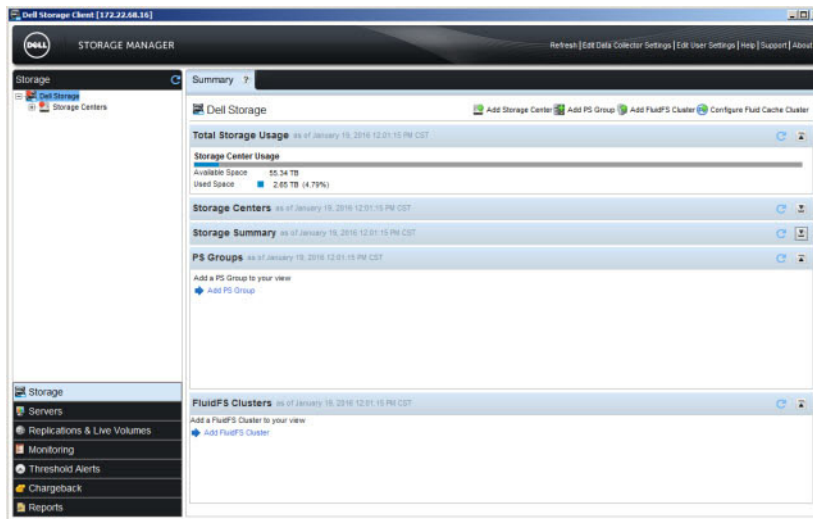 Dell Storage Client [172.22.68.16]
DELL
STORAGE MANAGER
Refresh | Edit Data Collector Settings | Edit User Settings | Help | Support | About
Storage
Dell Storage
Storage Centers
Summary ?
Dell Storage
Add Storage Center Add PS Group Add FluidFS Cluster Configure Fluid Cache Cluster
Total Storage Usage as of January 19, 2016 12:01:15 PM CST
Storage Center Usage
Available Space 55.34 TB
Used Space 2.65 TB (4.79%)
Storage Centers as of January 19, 2016 12:01:15 PM CST
Storage Summary as of January 19, 2016 12:01:15 PM CST
PS Groups as of January 19, 2016 12:01:15 PM CST
Add a PS Group to your view
Add PS Group
FluidFS Clusters as of January 19, 2016 12:01:15 PM CST
Add a FluidFS Cluster to your view
Add FluidFS Cluster
Storage
Servers
Replications & Live Volumes
Monitoring
Threshold Alerts
Chargeback
Reports